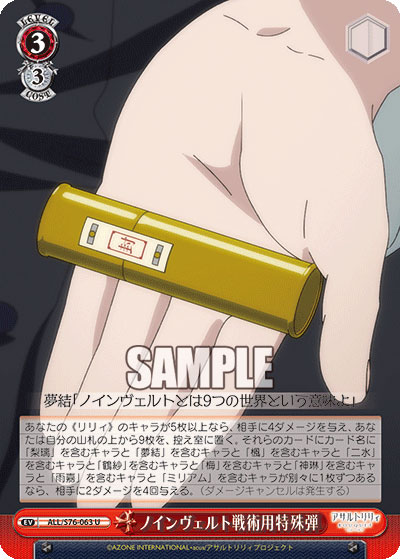 LEVEL
3
3
COST
封
SAMPLE
夢結「ノインヴェルトとは9つの世界という意味よ」
あなたの《リリィ》のキャラが5枚以上なら、相手に4ダメージを与え、あな
たは自分の山札の上から9枚を、控え室に置く。それらのカードにカード名に
「梨璃」を含むキャラと「夢結」を含むキャラと「楓」を含むキャラと「二水」
を含むキャラと「鶴紗」を含むキャラと「梅」を含むキャラと「神琳」を含むキャラ
と「雨嘉」を含むキャラと「ミリアム」を含むキャラが別々に1枚ずつある
なら、相手に2ダメージを4回与える。（ダメージキャンセルは発生する）
EV
ALL/S76-063 U
ノインヴェルト戦術用特殊弾
アサルトリリィ
©AZONE INTERNATIONAL・acus/アサルトリリィプロジェクト